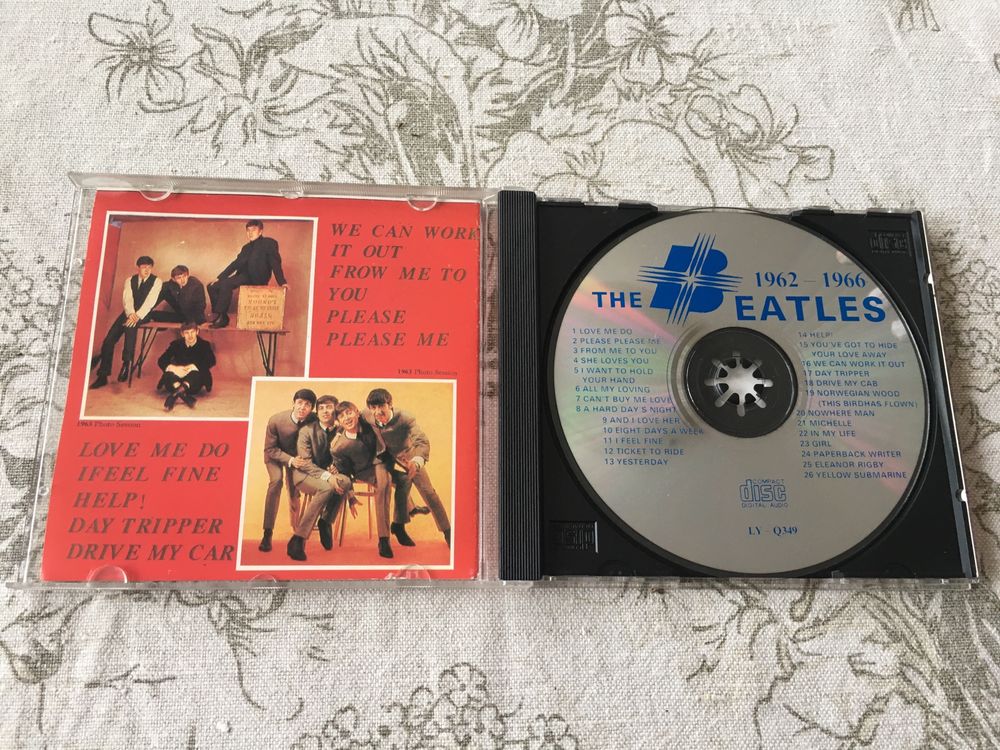 WE CAN WORK
IT OUT
FROW ME TO
YOU
PLEASE
PLEASE ME
1963 Photo Session
1963 Photo Session
LOVE ME DO
IFEEL FINE
HELP!
DAY TRIPPER
DRIVE MY CAR
THE BEATLES
1962 – 1966
1 LOVE ME DO
2 PLEASE PLEASE ME
3 FROM ME TO YOU
4 SHE LOVES YOU
5 I WANT TO HOLD
YOUR HAND
6 ALL MY LOVING
7 CAN'T BUY ME LOVE
8 A HARD DAY S NIGHT
9 AND I LOVE HER
10 EIGHT DAYS A WEEK
11 I FEEL FINE
12 TICKET TO RIDE
13 YESTERDAY
14 HELP!
15 YOU'VE GOT TO HIDE
YOUR LOVE AWAY
16 WE CAN WORK IT OUT
17 DAY TRIPPER
18 DRIVE MY CAB
19 NORWEGIAN WOOD
(THIS BIRDHAS FLOWN)
20 NOWHERE MAN
21 MICHELLE
22 IN MY LIFE
23 GIRL
24 PAPERBACK WRITER
25 ELEANOR RIGBY
26 YELLOW SUBMARINE
COMPACT
disc
DIGITAL AUDIO
LY – Q349